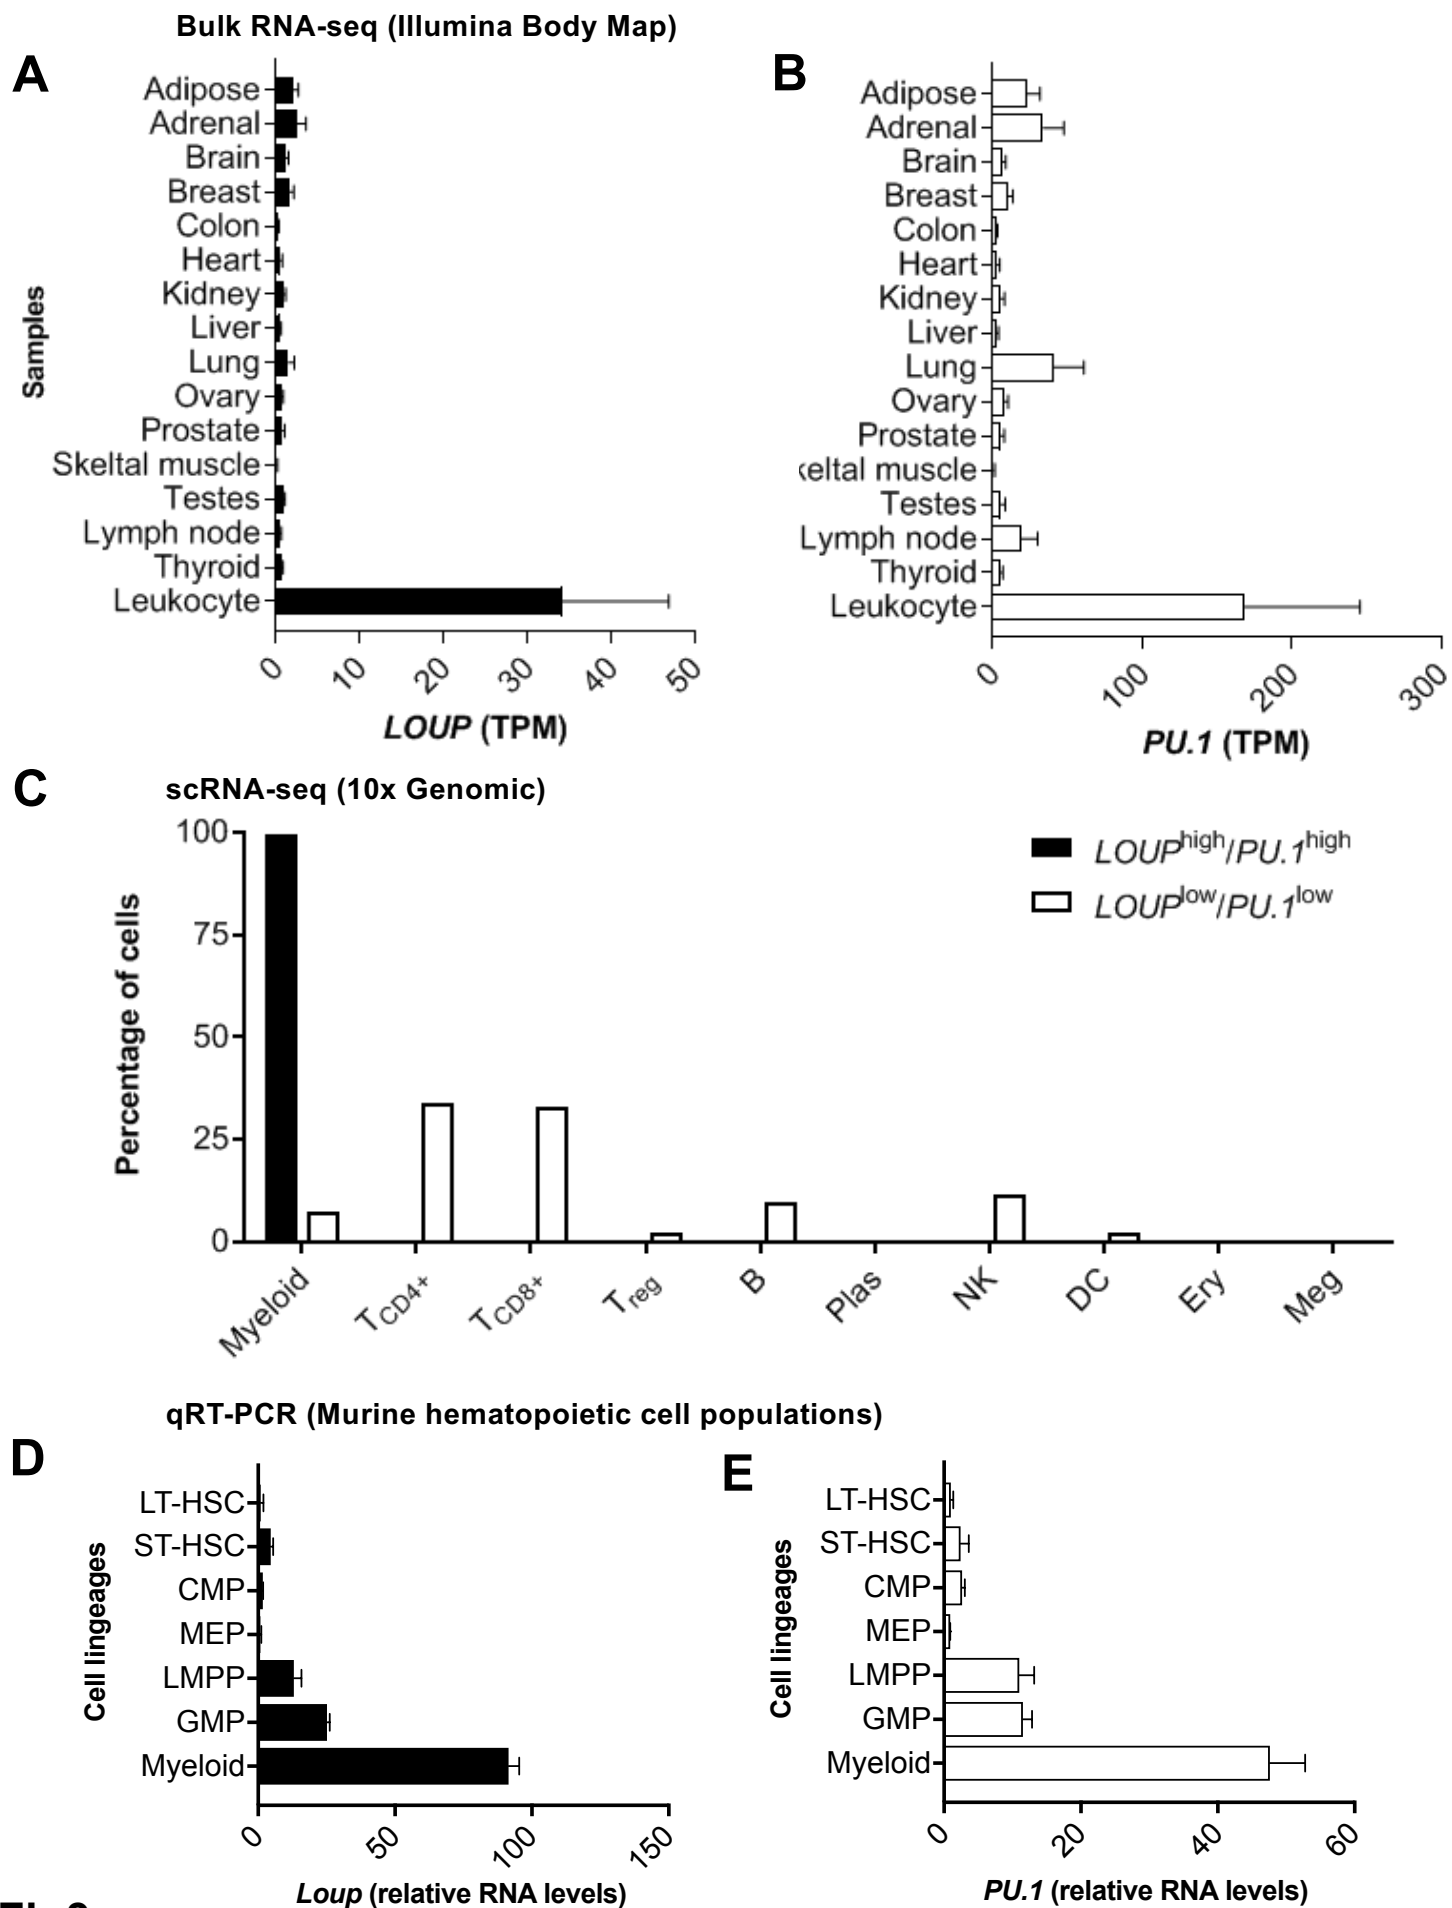 Bulk RNA-seq (Illumina Body Map)
A
Samples
Adipose
Adrenal
Brain
Breast
Colon
Heart
Kidney
Liver
Lung
Ovary
Prostate
Skeltal muscle
Testes
Lymph node
Thyroid
Leukocyte
0 10 20 30 40 50
LOUP (TPM)
B
Adipose
Adrenal
Brain
Breast
Colon
Heart
Kidney
Liver
Lung
Ovary
Prostate
keltal muscle
Testes
Lymph node
Thyroid
Leukocyte
0 100 200 300
PU.1 (TPM)
C
scRNA-seq (10x Genomic)
Percentage of cells
100
75
50
25
0
LOUPhigh/PU.1high
LOUPlow/PU.1low
Myeloid TCD4+ TCD8+ Treg B Plas NK DC Ery Meg
qRT-PCR (Murine hematopoietic cell populations)
D
Cell lingeages
LT-HSC
ST-HSC
CMP
MEP
LMPP
GMP
Myeloid
0 50 100 150
Loup (relative RNA levels)
E
Cell lingeages
LT-HSC
ST-HSC
CMP
MEP
LMPP
GMP
Myeloid
0 20 40 60
PU.1 (relative RNA levels)